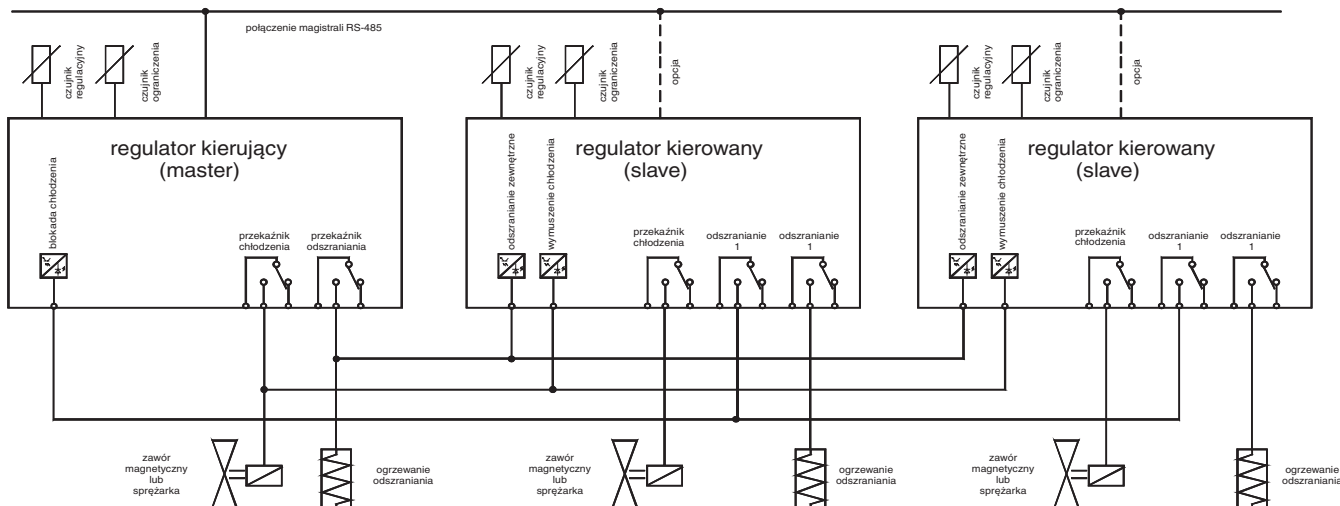 połączenie magistrali RS-485
czujnik
regulacyjny
czujnik
ograniczenia
czujnik
regulacyjny
czujnik
ograniczenia
opcja
czujnik
regulacyjny
czujnik
ograniczenia
opcja
regulator kierujący
(master)
blokada chłodzenia
przekaźnik
chłodzenia
przekaźnik
odszraniania
regulator kierowany
(slave)
odszranianie zewnętrzne
wymuszenie chłodzenia
przekaźnik
chłodzenia
odszranianie
1
odszranianie
1
regulator kierowany
(slave)
odszranianie zewnętrzne
wymuszenie chłodzenia
przekaźnik
chłodzenia
odszranianie
1
odszranianie
1
zawór
magnetyczny
lub
sprężarka
ogrzewanie
odszraniania
zawór
magnetyczny
lub
sprężarka
ogrzewanie
odszraniania
zawór
magnetyczny
lub
sprężarka
ogrzewanie
odszraniania